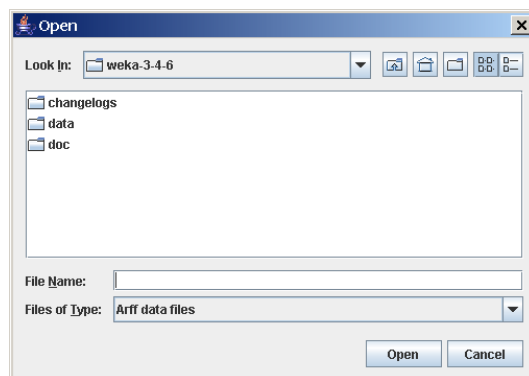 Open
Look In: weka-3-4-6
changelogs
data
doc
File Name:
Files of Type: Arff data files
Open Cancel